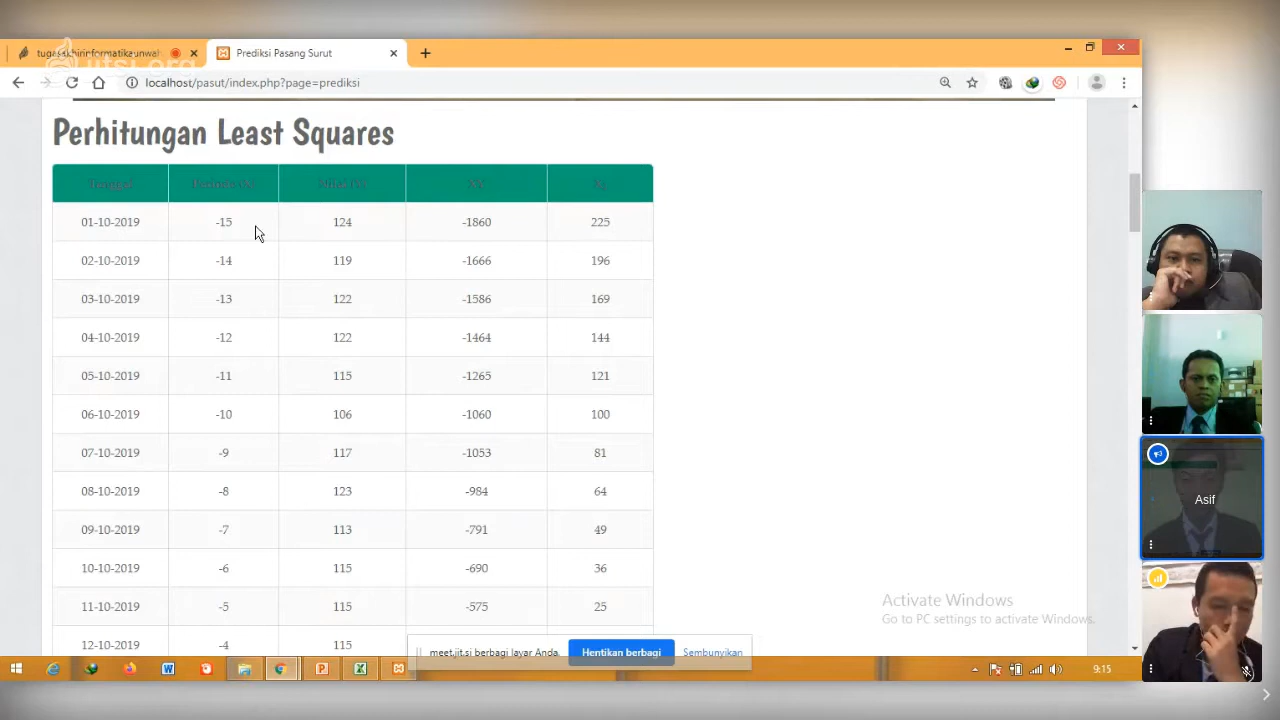 tugasakhirinformatikaunwah
Prediksi Pasang Surut
jitsi.org
localhost/pasut/index.php?page=prediksi
Perhitungan Least Squares
Tanggal Periode (X) XY
01-10-2019 -15 124 -1860 225
02-10-2019 -14 119 -1666 196
03-10-2019 -13 122 -1586 169
04-10-2019 -12 122 -1464 144
05-10-2019 -11 115 -1265 121
06-10-2019 -10 106 -1060 100
07-10-2019 -9 117 -1053 81
08-10-2019 -8 123 -984 64
09-10-2019 -7 113 -791 49
10-10-2019 -6 115 -690 36
11-10-2019 -5 115 -575 25
12-10-2019 -4 115
Activate Windows
Go to PC settings to activate Windows.
meet.jit.si berbagi layar Anda.
Hentikan berbagi
Sembunyikan
9:15
Asif